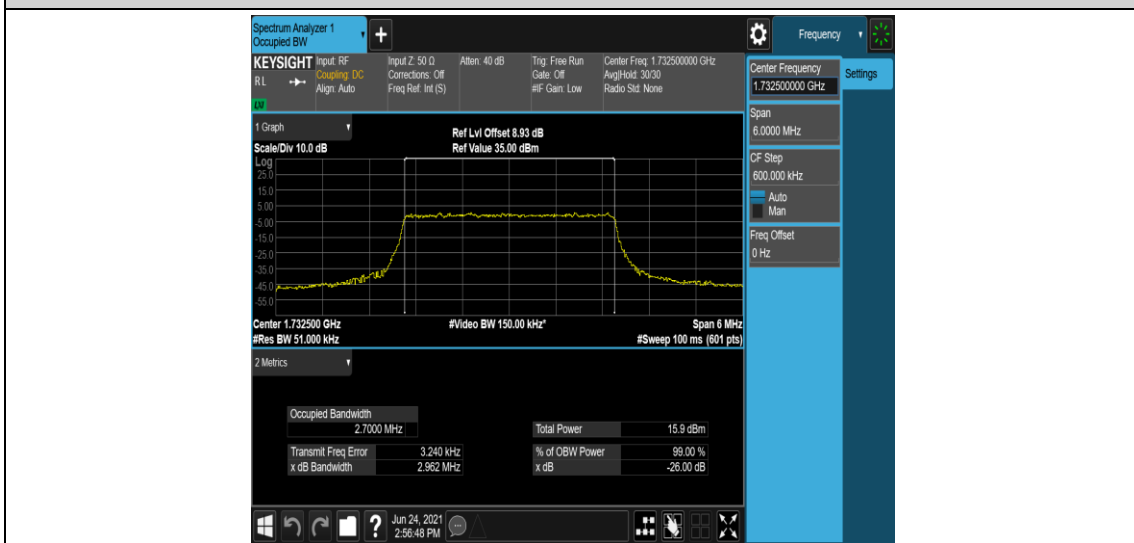 Spectrum Analyzer 1
Occupied BW
+
Frequency
KEYSIGHT
RL
LXI
Input: RF
Coupling: DC
Align: Auto
Input Z: 50 Ω
Corrections: Off
Freq Ref: Int (S)
Atten: 40 dB
Trig: Free Run
Gate: Off
#IF Gain: Low
Center Freq: 1.732500000 GHz
Avg|Hold: 30/30
Radio Std: None
Center Frequency
1.732500000 GHz
Settings
Span
6.0000 MHz
CF Step
600.000 kHz
Auto
Man
Freq Offset
0 Hz
1 Graph
Scale/Div 10.0 dB
Ref Lvl Offset 8.93 dB
Ref Value 35.00 dBm
Log
25.0
15.0
5.00
-5.00
-15.0
-25.0
-35.0
-45.0
-55.0
Center 1.732500 GHz
#Res BW 51.000 kHz
#Video BW 150.00 kHz*
Span 6 MHz
#Sweep 100 ms (601 pts)
2 Metrics
Occupied Bandwidth
2.7000 MHz
Total Power 15.9 dBm
Transmit Freq Error 3.240 kHz
% of OBW Power 99.00 %
x dB Bandwidth 2.962 MHz
x dB -26.00 dB
?
Jun 24, 2021
2:56:48 PM